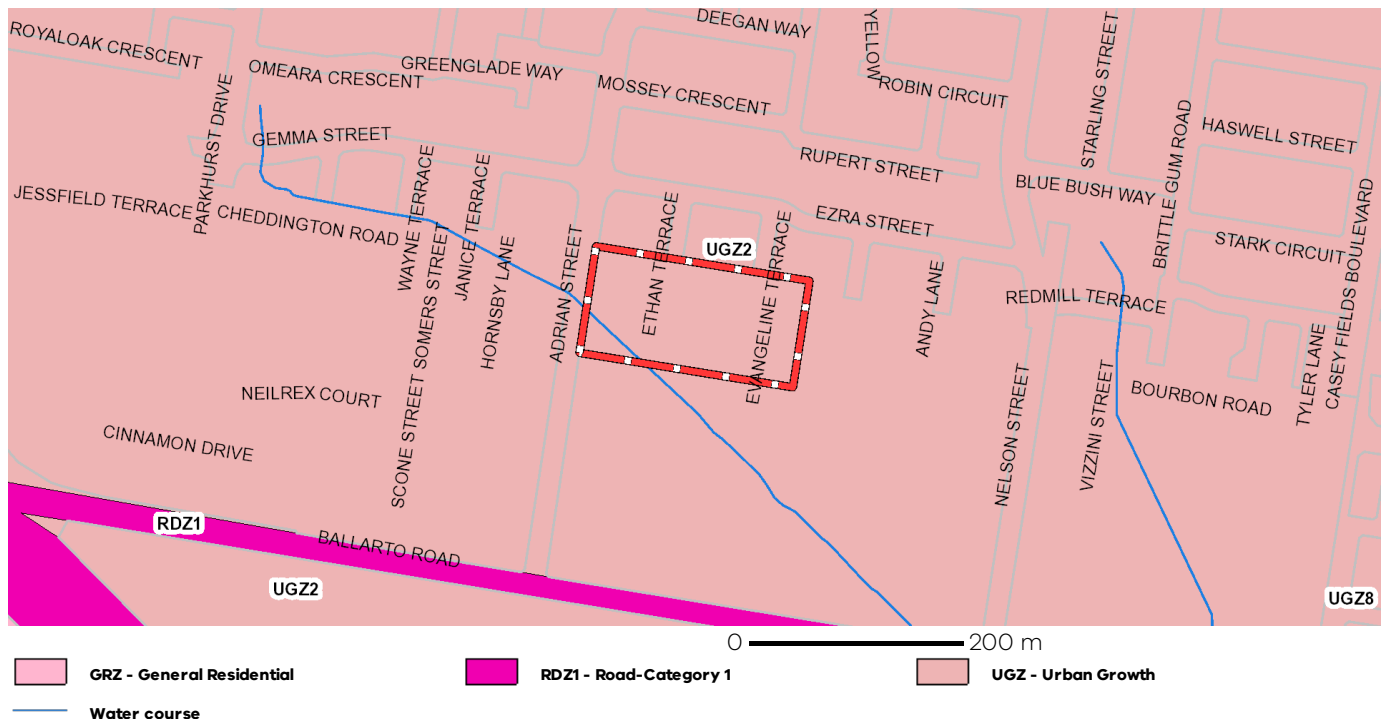 DEEGAN WAY
YELLOW
ROBIN CIRCUIT
STARLING STREET
ROYALOAK CRESCENT
OMEARA CRESCENT
GREENGLADE WAY
MOSSEY CRESCENT
PARKHURST DRIVE
GEMMA STREET
RUPERT STREET
BLUE BUSH WAY
BRITTLE GUM ROAD
HASWELL STREET
JESSFIELD TERRACE
CHEDDINGTON ROAD
WAYNE TERRACE
JANICE TERRACE
HORNSBY LANE
ADRIAN STREET
ETHAN TERRACE
UGZ2
EVANGELINE TERRACE
EZRA STREET
ANDY LANE
REDMILL TERRACE
STARK CIRCUIT
CASEY FIELDS BOULEVARD
TYLER LANE
SCONE STREET
SOMERS STREET
NEILREX COURT
CINNAMON DRIVE
NELSON STREET
VIZZINI STREET
BOURBON ROAD
RDZ1
BALLARTO ROAD
UGZ2
UGZ8
0 200 m
GRZ - General Residential
RDZ1 - Road-Category 1
UGZ - Urban Growth
Water course